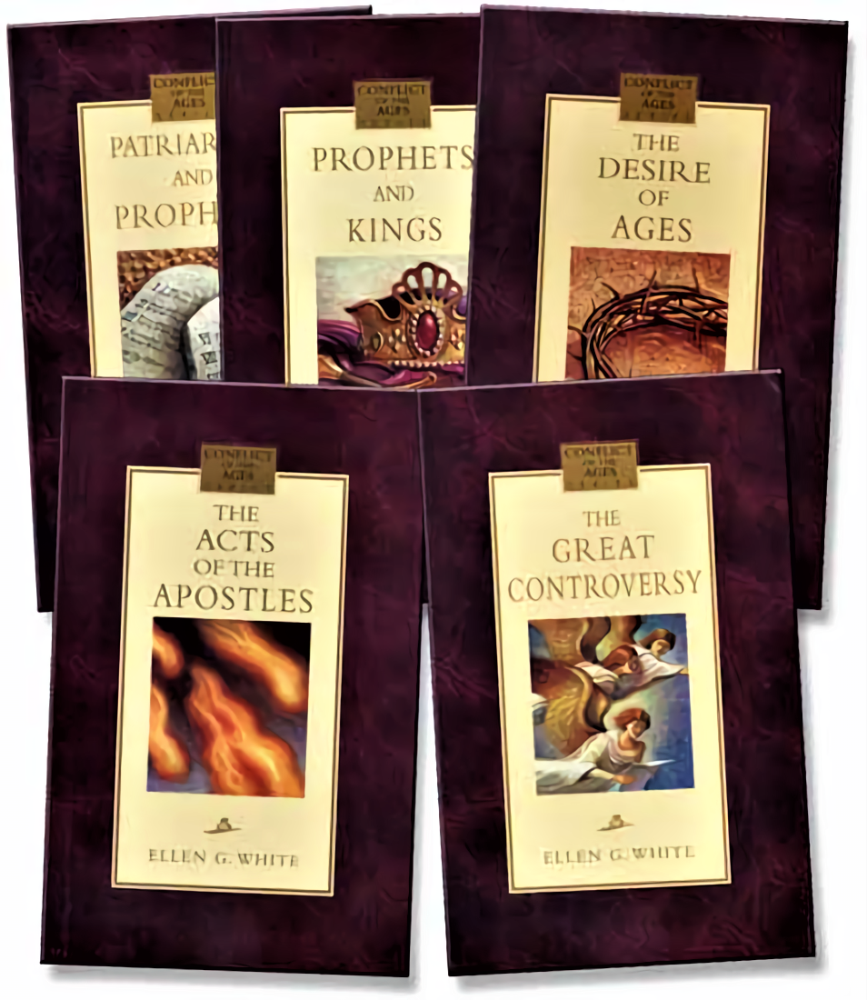 CONFLICT
OF THE
AGES
PATRIAR
AND
PROPH
CONFLICT
OF THE
AGES
PROPHETS
AND
KINGS
CONFLICT
OF THE
AGES
THE
DESIRE
OF
AGES
CONFLICT
OF THE
AGES
THE
ACTS
OF THE
APOSTLES
ELLEN G. WHITE
CONFLICT
OF THE
AGES
THE
GREAT
CONTROVERSY
ELLEN G. WHITE